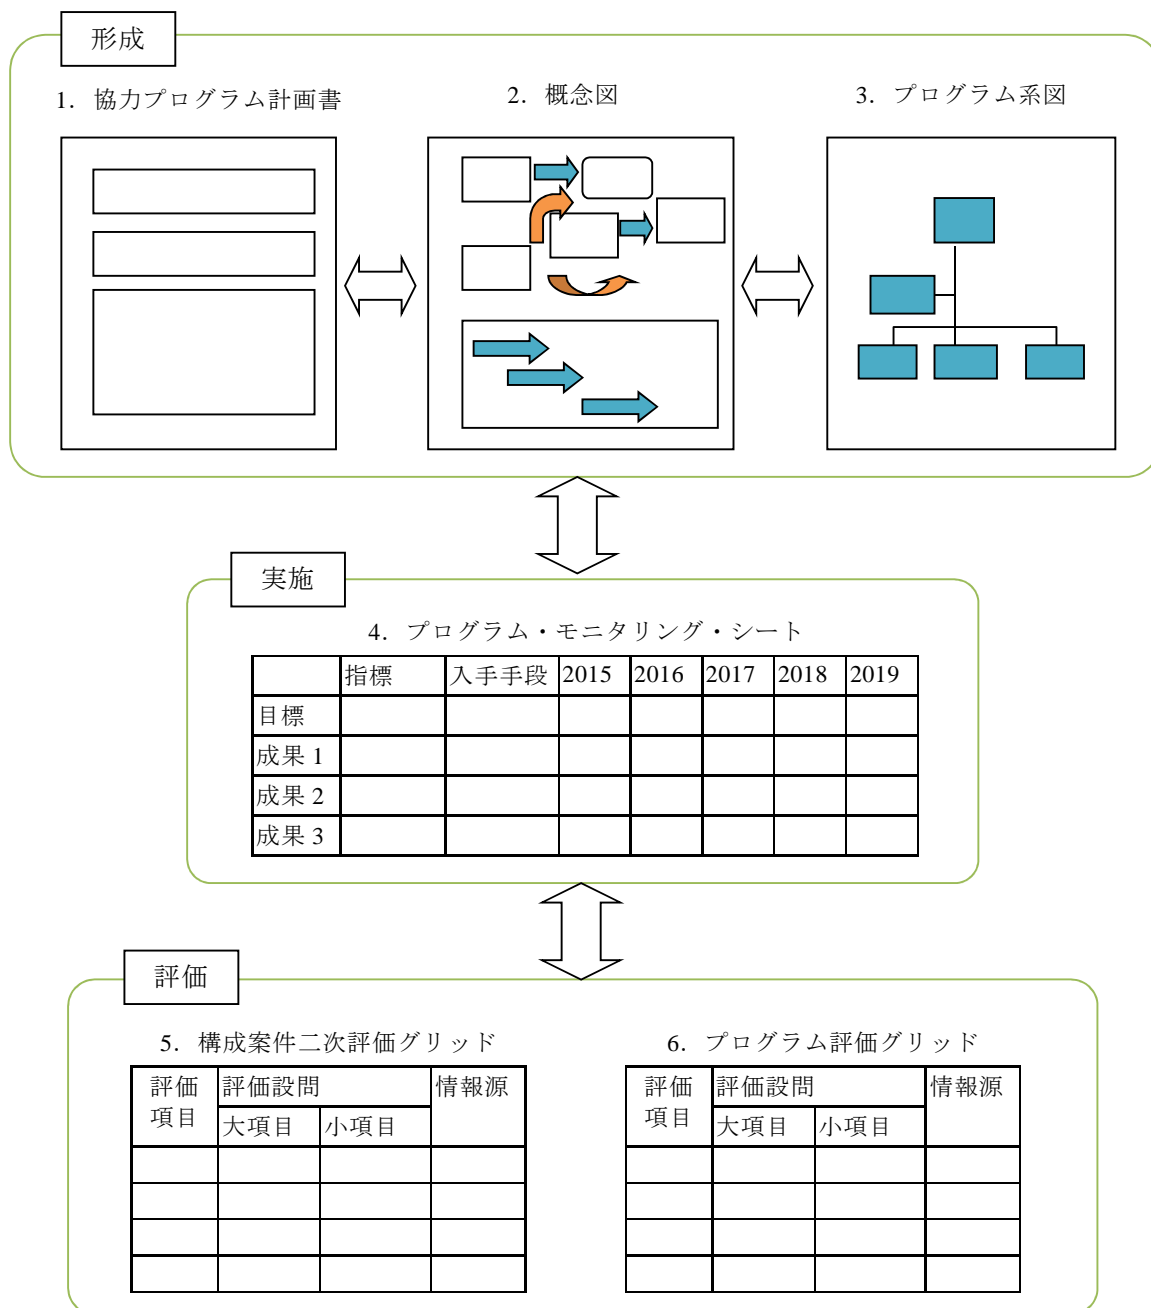 形成
1. 協力プログラム計画書
2. 概念図
3. プログラム系図
実施
4. プログラム・モニタリング・シート
指標 入手手段 2015 2016 2017 2018 2019
目標
成果 1
成果 2
成果 3
評価
5. 構成案件二次評価グリッド
評価項目 評価設問 情報源
大項目 小項目
6. プログラム評価グリッド
評価項目 評価設問 情報源
大項目 小項目